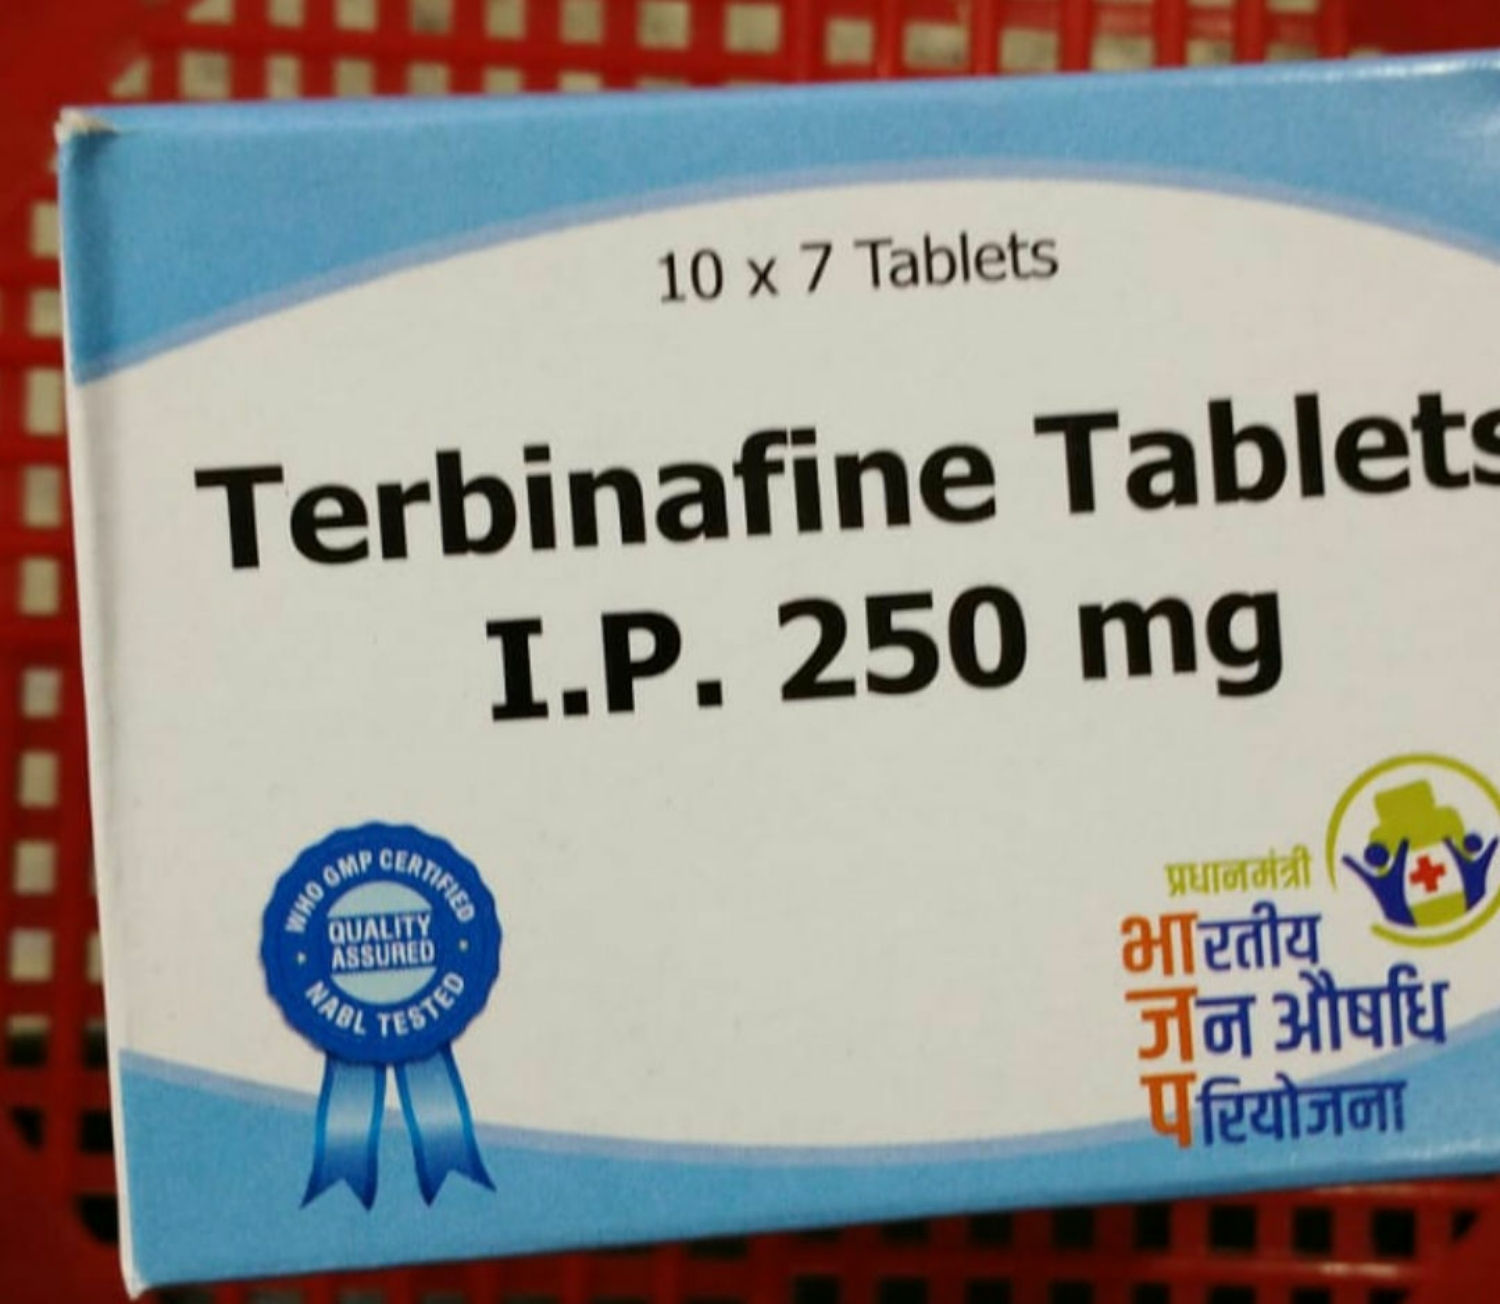 10 x 7 Tablets
Terbinafine Tablets
I.P. 250 mg
WHO GMP CERTIFIED
QUALITY
ASSURED
NABL TESTED
प्रधानमंत्री
भारतीय
जन औषधि
परियोजना